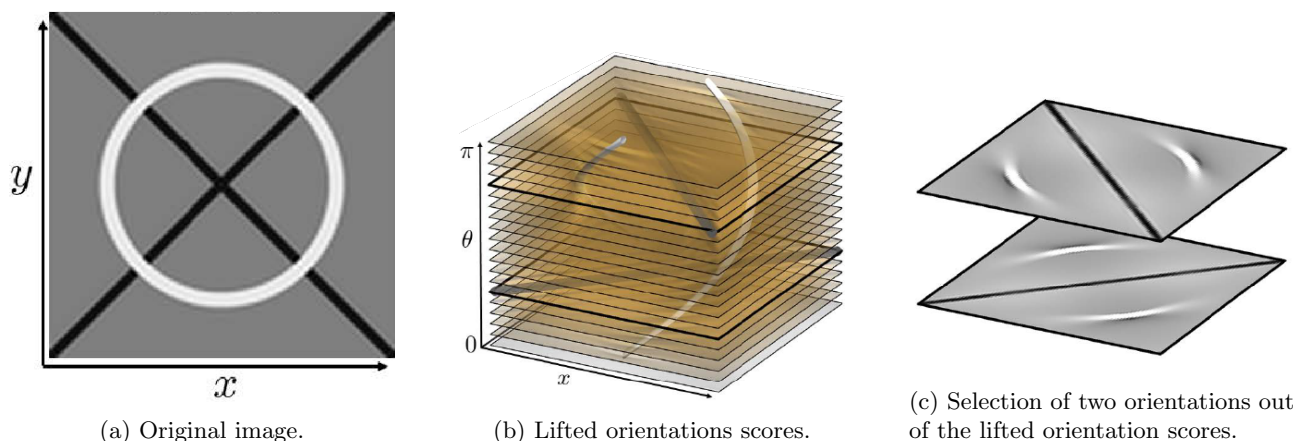 y
x
π
θ
0
x
(a) Original image.
(b) Lifted orientations scores.
(c) Selection of two orientations out
of the lifted orientation scores.